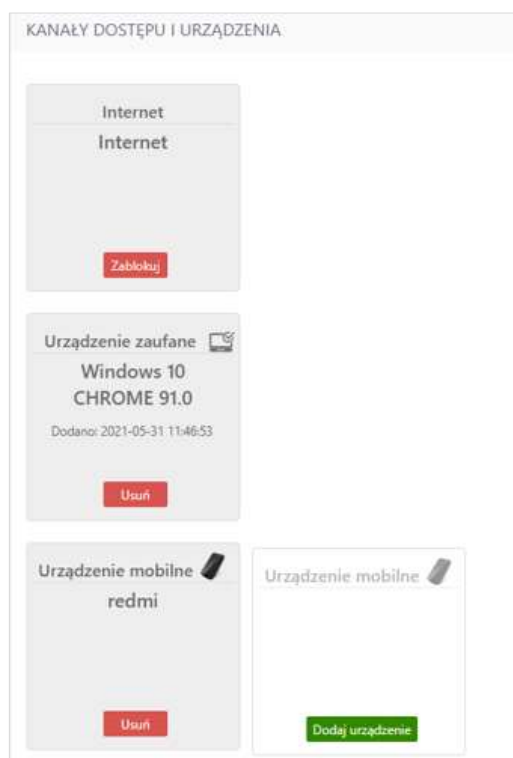 KANAŁY DOSTĘPU I URZĄDZENIA
Internet
Internet
Zablokuj
Urządzenie zaufane
Windows 10
CHROME 91.0
Dodano: 2021-05-31 11:46:53
Usuń
Urządzenie mobilne
redmi
Usuń
Urządzenie mobilne
Dodaj urządzenie